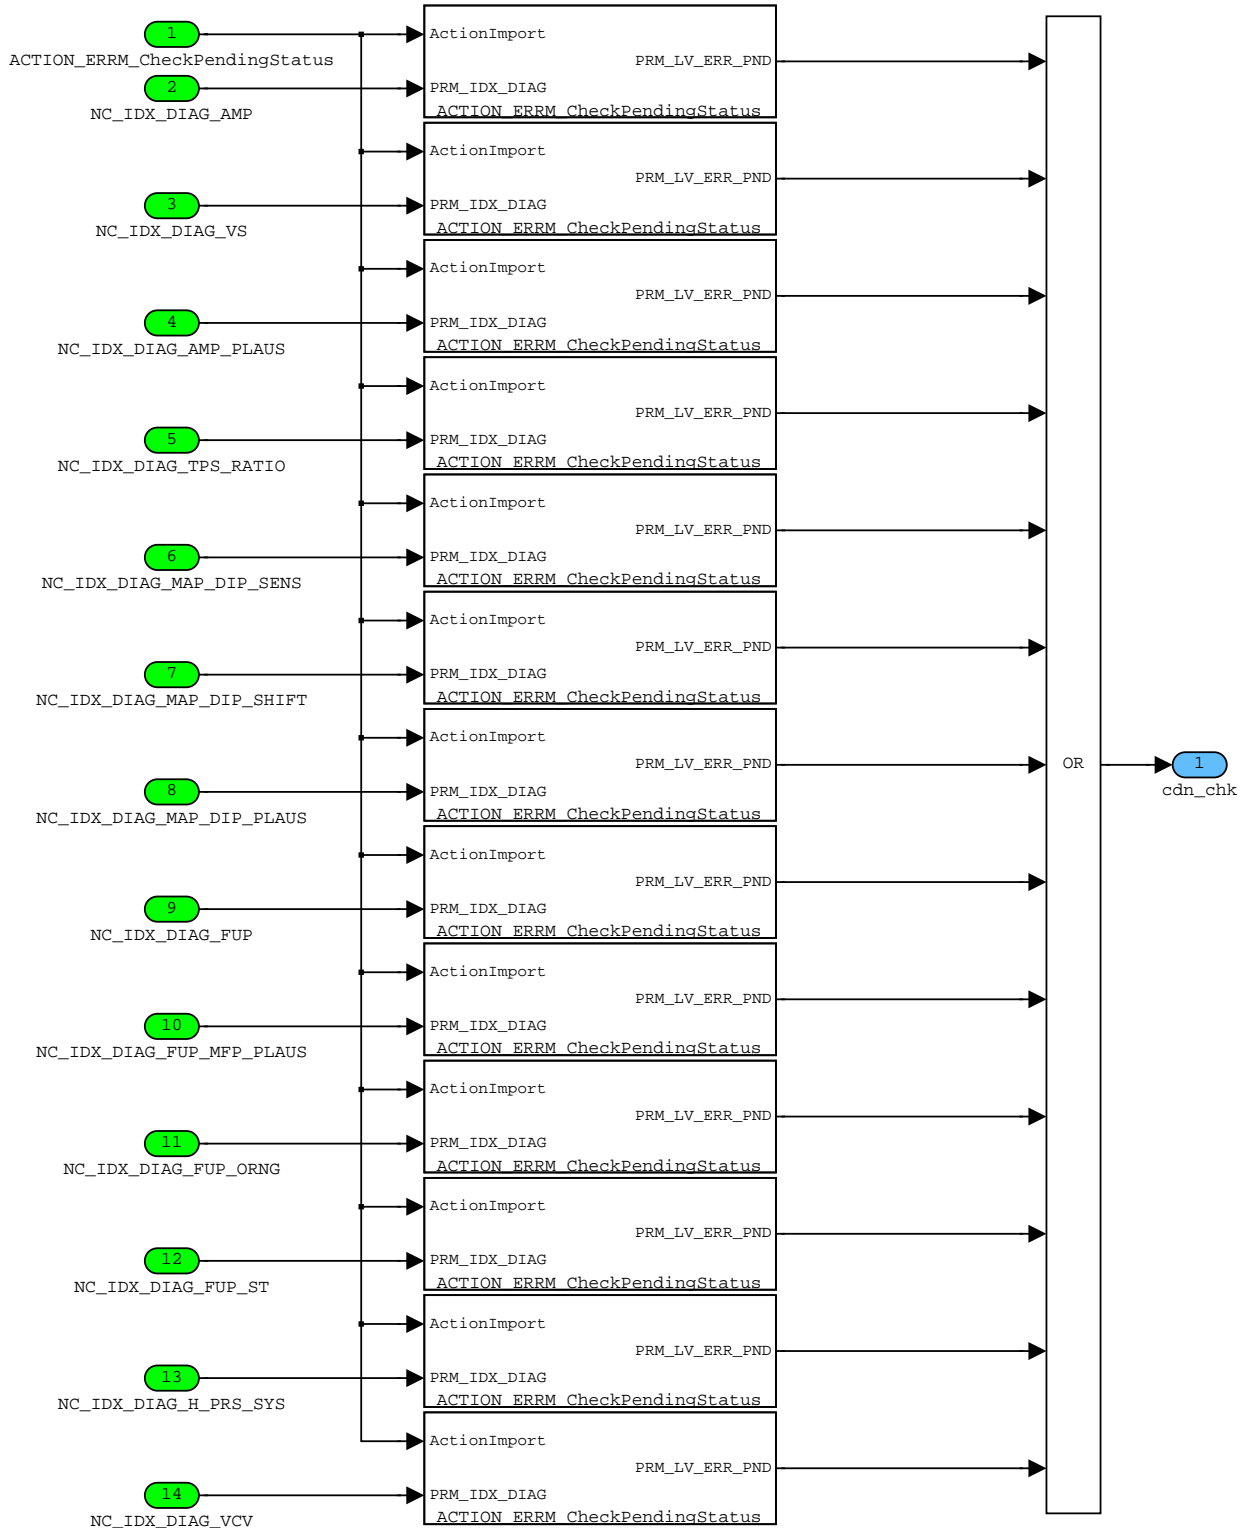 1
ActionImport
PRM_LV_ERR_PND
ACTION_ERRM_CheckPendingStatus
2
PRM_IDX_DIAG
NC_IDX_DIAG_AMP
ACTION_ERRM_CheckPendingStatus
ActionImport
PRM_LV_ERR_PND
3
PRM_IDX_DIAG
NC_IDX_DIAG_VS
ACTION_ERRM_CheckPendingStatus
ActionImport
PRM_LV_ERR_PND
4
PRM_IDX_DIAG
NC_IDX_DIAG_AMP_PLAUS
ACTION_ERRM_CheckPendingStatus
ActionImport
PRM_LV_ERR_PND
5
PRM_IDX_DIAG
NC_IDX_DIAG_TPS_RATIO
ACTION_ERRM_CheckPendingStatus
ActionImport
PRM_LV_ERR_PND
6
PRM_IDX_DIAG
NC_IDX_DIAG_MAP_DIP_SENS
ACTION_ERRM_CheckPendingStatus
ActionImport
PRM_LV_ERR_PND
7
PRM_IDX_DIAG
NC_IDX_DIAG_MAP_DIP_SHIFT
ACTION_ERRM_CheckPendingStatus
ActionImport
PRM_LV_ERR_PND
OR
1
cdn_chk
8
PRM_IDX_DIAG
NC_IDX_DIAG_MAP_DIP_PLAUS
ACTION_ERRM_CheckPendingStatus
ActionImport
PRM_LV_ERR_PND
9
PRM_IDX_DIAG
NC_IDX_DIAG_FUP
ACTION_ERRM_CheckPendingStatus
ActionImport
PRM_LV_ERR_PND
10
PRM_IDX_DIAG
NC_IDX_DIAG_FUP_MFP_PLAUS
ACTION_ERRM_CheckPendingStatus
ActionImport
PRM_LV_ERR_PND
11
PRM_IDX_DIAG
NC_IDX_DIAG_FUP_ORNG
ACTION_ERRM_CheckPendingStatus
ActionImport
PRM_LV_ERR_PND
12
PRM_IDX_DIAG
NC_IDX_DIAG_FUP_ST
ACTION_ERRM_CheckPendingStatus
ActionImport
PRM_LV_ERR_PND
13
PRM_IDX_DIAG
NC_IDX_DIAG_H_PRS_SYS
ACTION_ERRM_CheckPendingStatus
ActionImport
PRM_LV_ERR_PND
14
PRM_IDX_DIAG
NC_IDX_DIAG_VCV
ACTION_ERRM_CheckPendingStatus